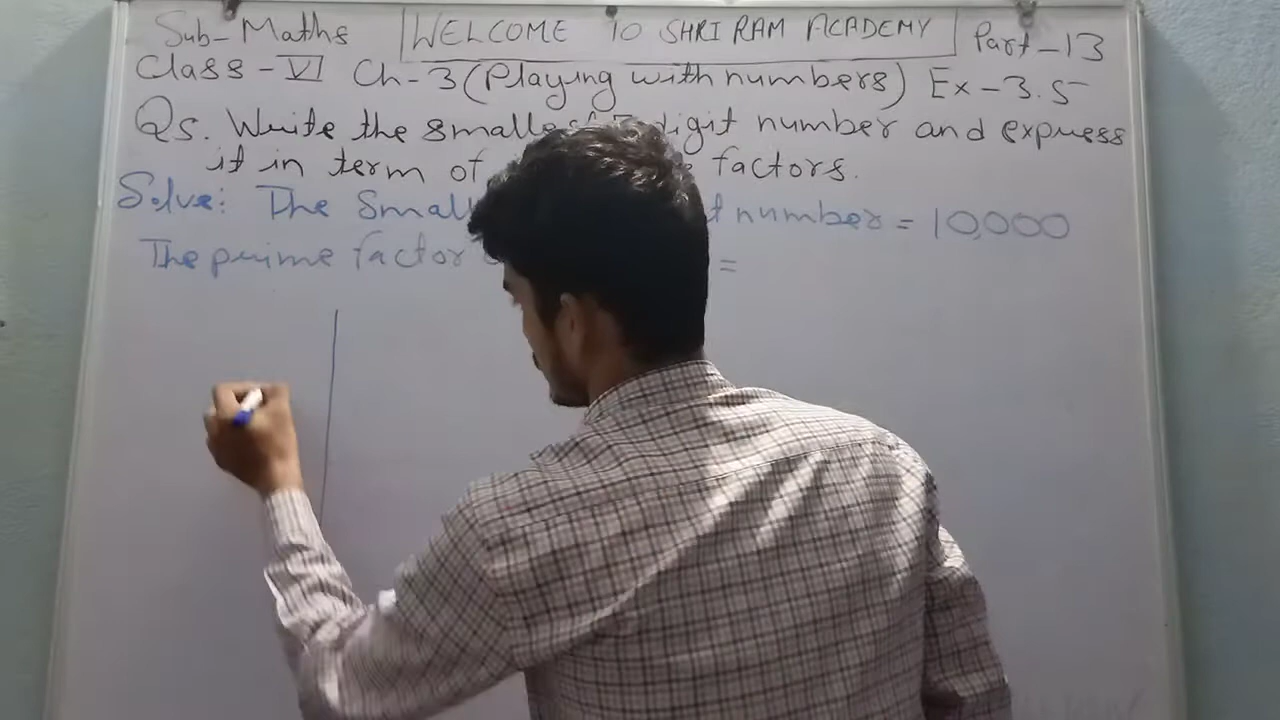 Sub-Maths WELCOME TO SHRI RAM ACADEMY Part-13
Class-VI Ch-3 (Playing with numbers) Ex-3.5
Q5. Write the smalles digit number and express
it in term of factors.
Solve: The Small number = 10,000
The prime factor =